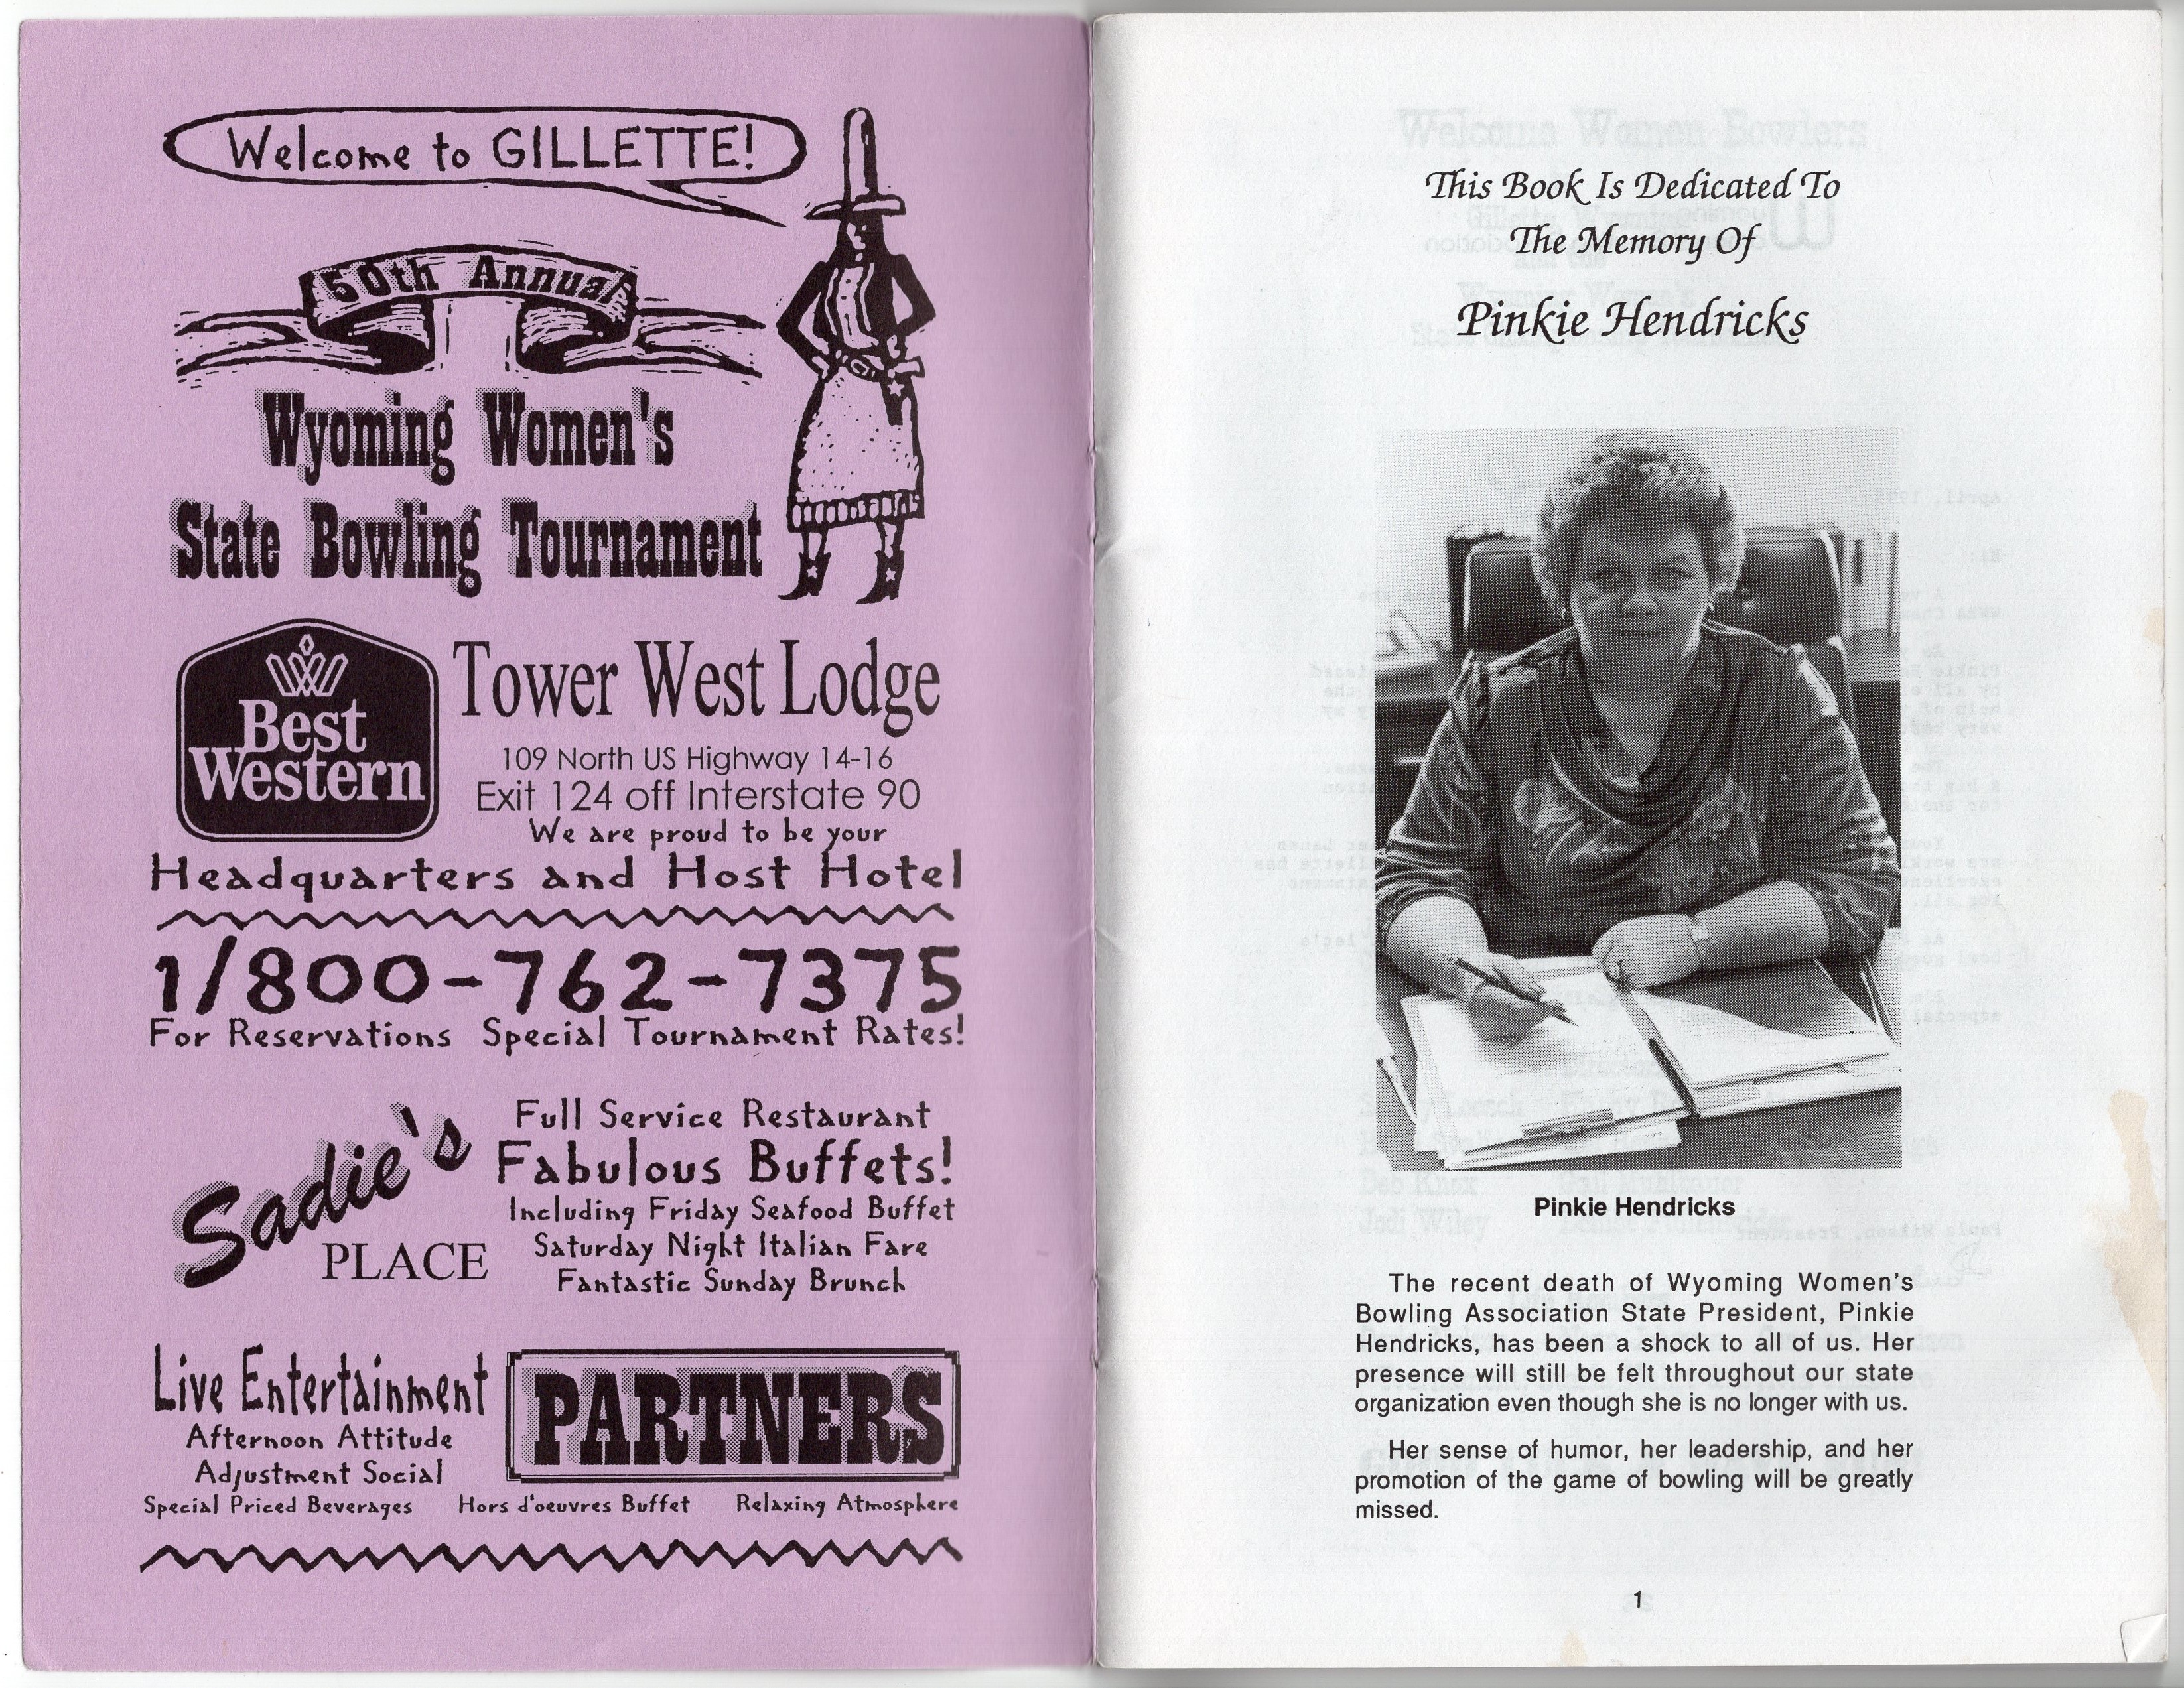 Welcome to GILLETTE!
50th Annual
Wyoming Women's
State Bowling Tournament
Best
Western
Tower West Lodge
109 North US Highway 14-16
Exit 124 off Interstate 90
We are proud to be your
Headquarters and Host Hotel
1/800-762-7375
For Reservations Special Tournament Rates!
Sadie's
PLACE
Full Service Restaurant
Fabulous Buffets!
Including Friday Seafood Buffet
Saturday Night Italian Fare
Fantastic Sunday Brunch
Live Entertainment
Afternoon Attitude
Adjustment Social
PARTNERS
Special Priced Beverages Hors d'oeuvres Buffet Relaxing Atmosphere
This Book Is Dedicated To
The Memory Of
Pinkie Hendricks
Pinkie Hendricks
The recent death of Wyoming Women's
Bowling Association State President, Pinkie
Hendricks, has been a shock to all of us. Her
presence will still be felt throughout our state
organization even though she is no longer with us.
Her sense of humor, her leadership, and her
promotion of the game of bowling will be greatly
missed.
1